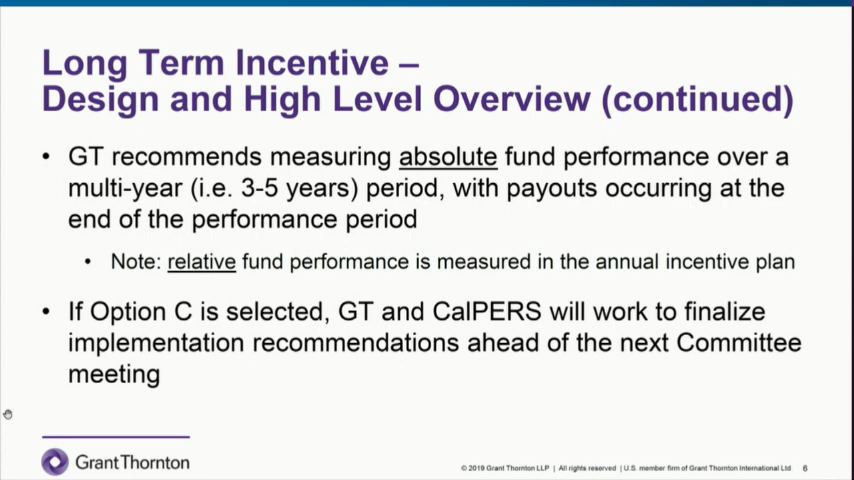 Long Term Incentive –
Design and High Level Overview (continued)
• GT recommends measuring absolute fund performance over a
multi-year (i.e. 3-5 years) period, with payouts occurring at the
end of the performance period
• Note: relative fund performance is measured in the annual incentive plan
• If Option C is selected, GT and CalPERS will work to finalize
implementation recommendations ahead of the next Committee
meeting
GrantThornton
© 2019 Grant Thornton LLP | All rights reserved | U.S. member firm of Grant Thornton International Ltd 6